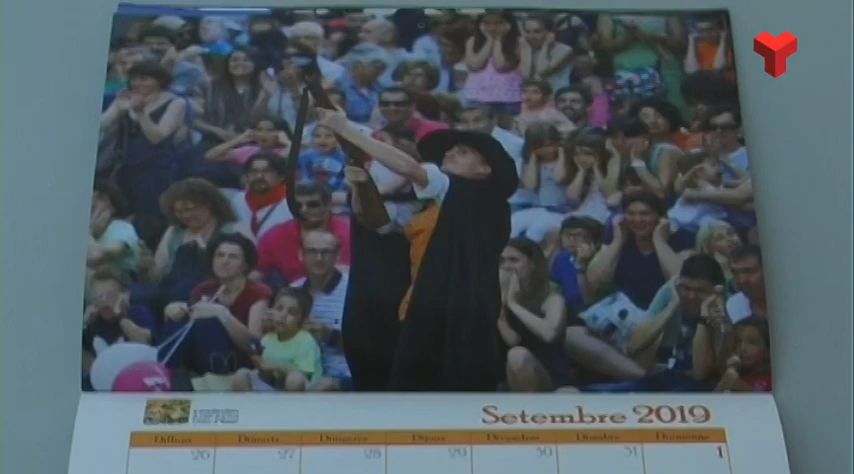 Setembre 2019
Dilluns Dimarts Dimecres Dijous Divendres Dissabte Diumenge
26 27 28 29 30 31 1